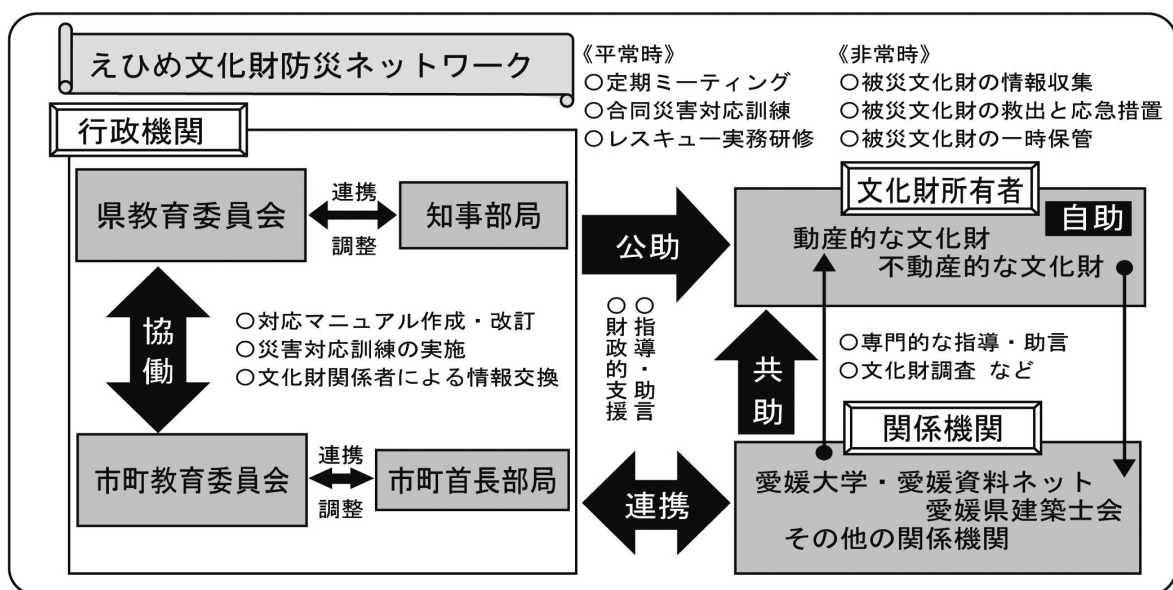 えひめ文化財防災ネットワーク
《平常時》
○定期ミーティング
○合同災害対応訓練
○レスキュー実務研修
《非常時》
○被災文化財の情報収集
○被災文化財の救出と応急措置
○被災文化財の一時保管
行政機関
県教育委員会
連携
調整
知事部局
協働
○対応マニュアル作成・改訂
○災害対応訓練の実施
○文化財関係者による情報交換
市町教育委員会
連携
調整
市町首長部局
公助
○指導・助言
○財政的支援
文化財所有者
自助
動産的な文化財
不動産的な文化財
共助
○専門的な指導・助言
○文化財調査 など
連携
関係機関
愛媛大学・愛媛資料ネット
愛媛県建築士会
その他の関係機関